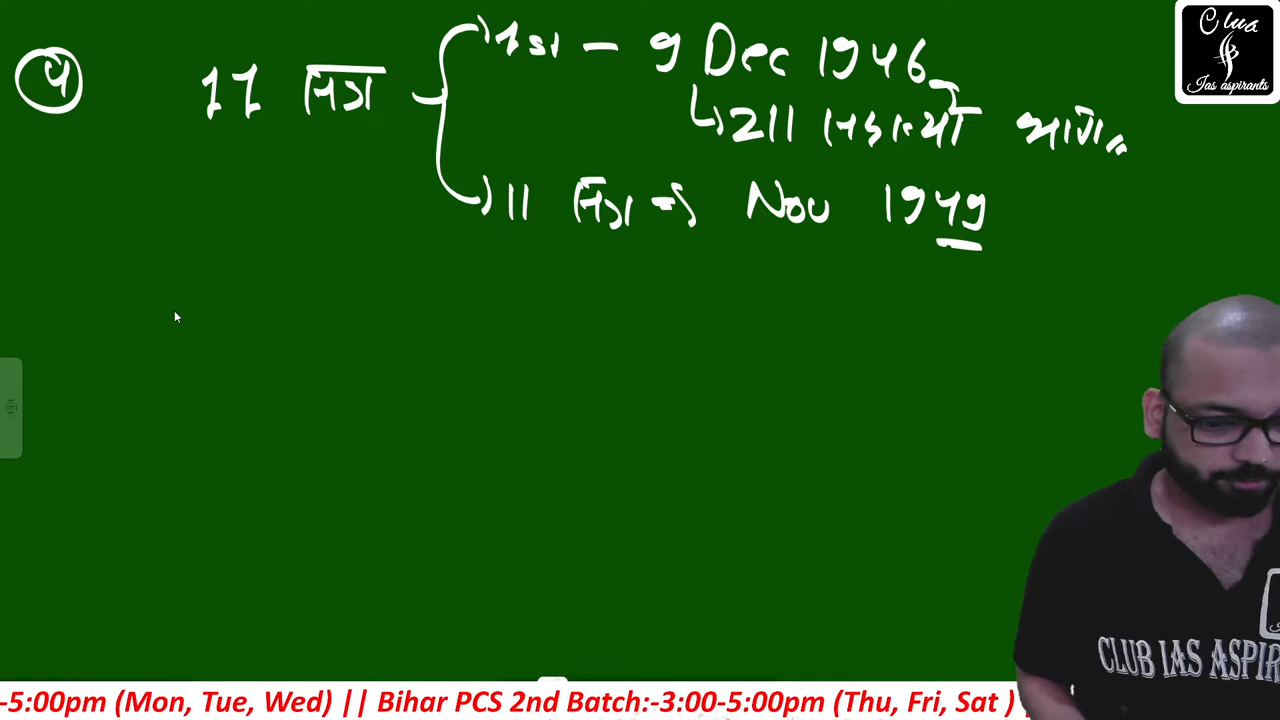 Club
Ias aspirants
4
11 सत्र
1st - 9 Dec 1946
211 सदस्यों भाग
11 सत्र → Nov 1949
CLUB IAS ASPIR
-5:00pm (Mon, Tue, Wed) || Bihar PCS 2nd Batch:-3:00-5:00pm (Thu, Fri, Sat ) |